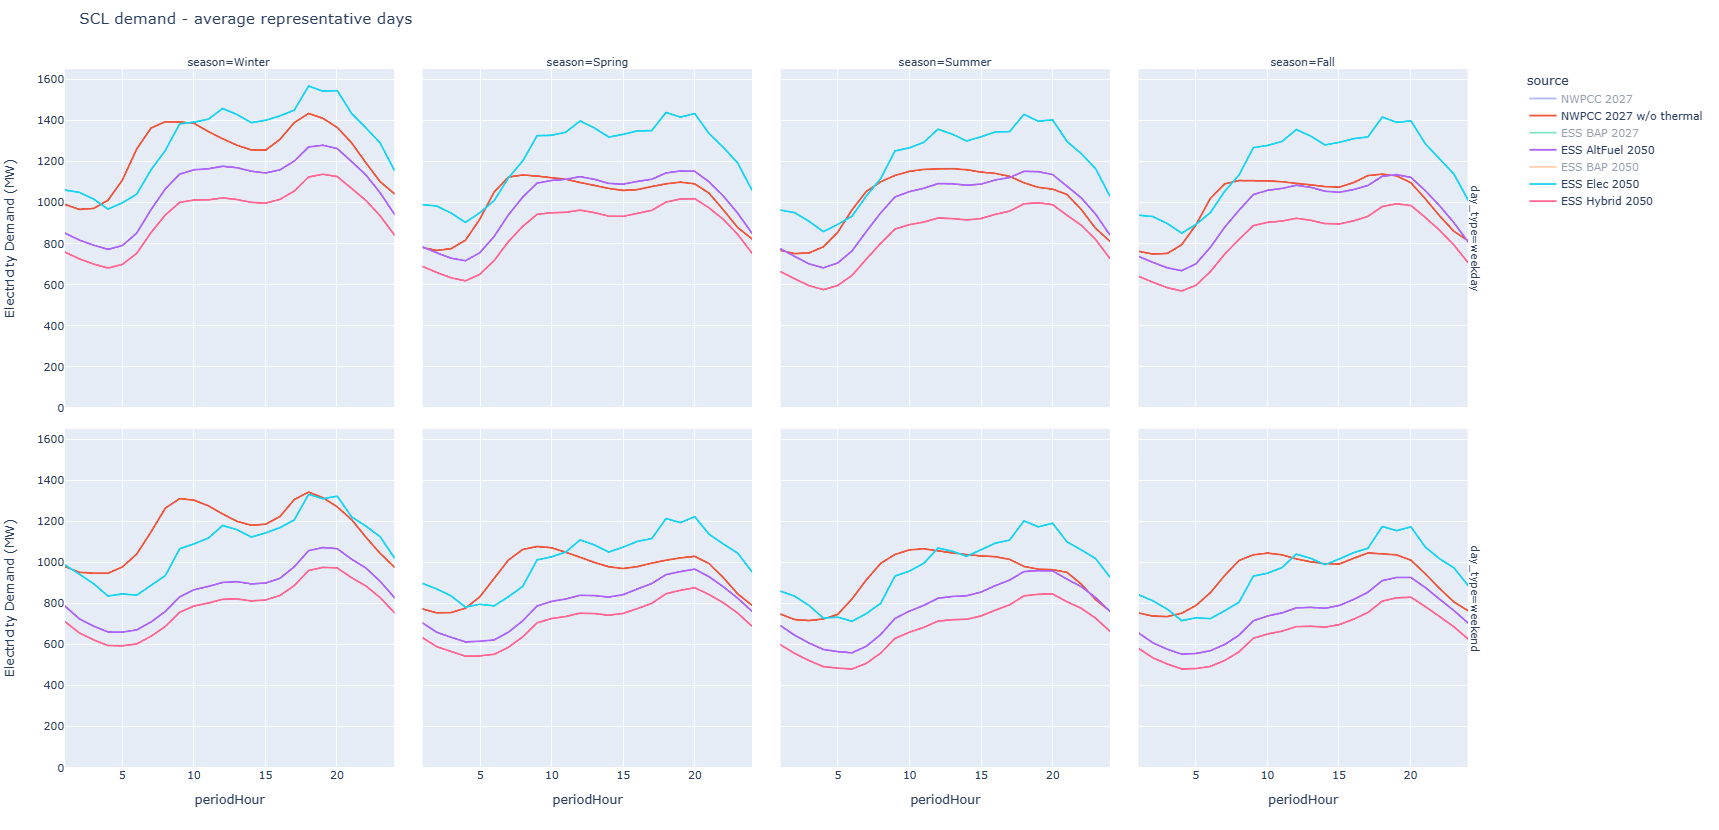 SCL demand - average representative days
season=Winter
season=Spring
season=Summer
season=Fall
Electricity Demand (MW)
1600
1400
1200
1000
800
600
400
200
0
day_type=weekday
Electricity Demand (MW)
1600
1400
1200
1000
800
600
400
200
0
day_type=weekend
5 10 15 20
5 10 15 20
5 10 15 20
5 10 15 20
periodHour
periodHour
periodHour
periodHour
source
NWPCC 2027
NWPCC 2027 w/o thermal
ESS BAP 2027
ESS AltFuel 2050
ESS BAP 2050
ESS Elec 2050
ESS Hybrid 2050